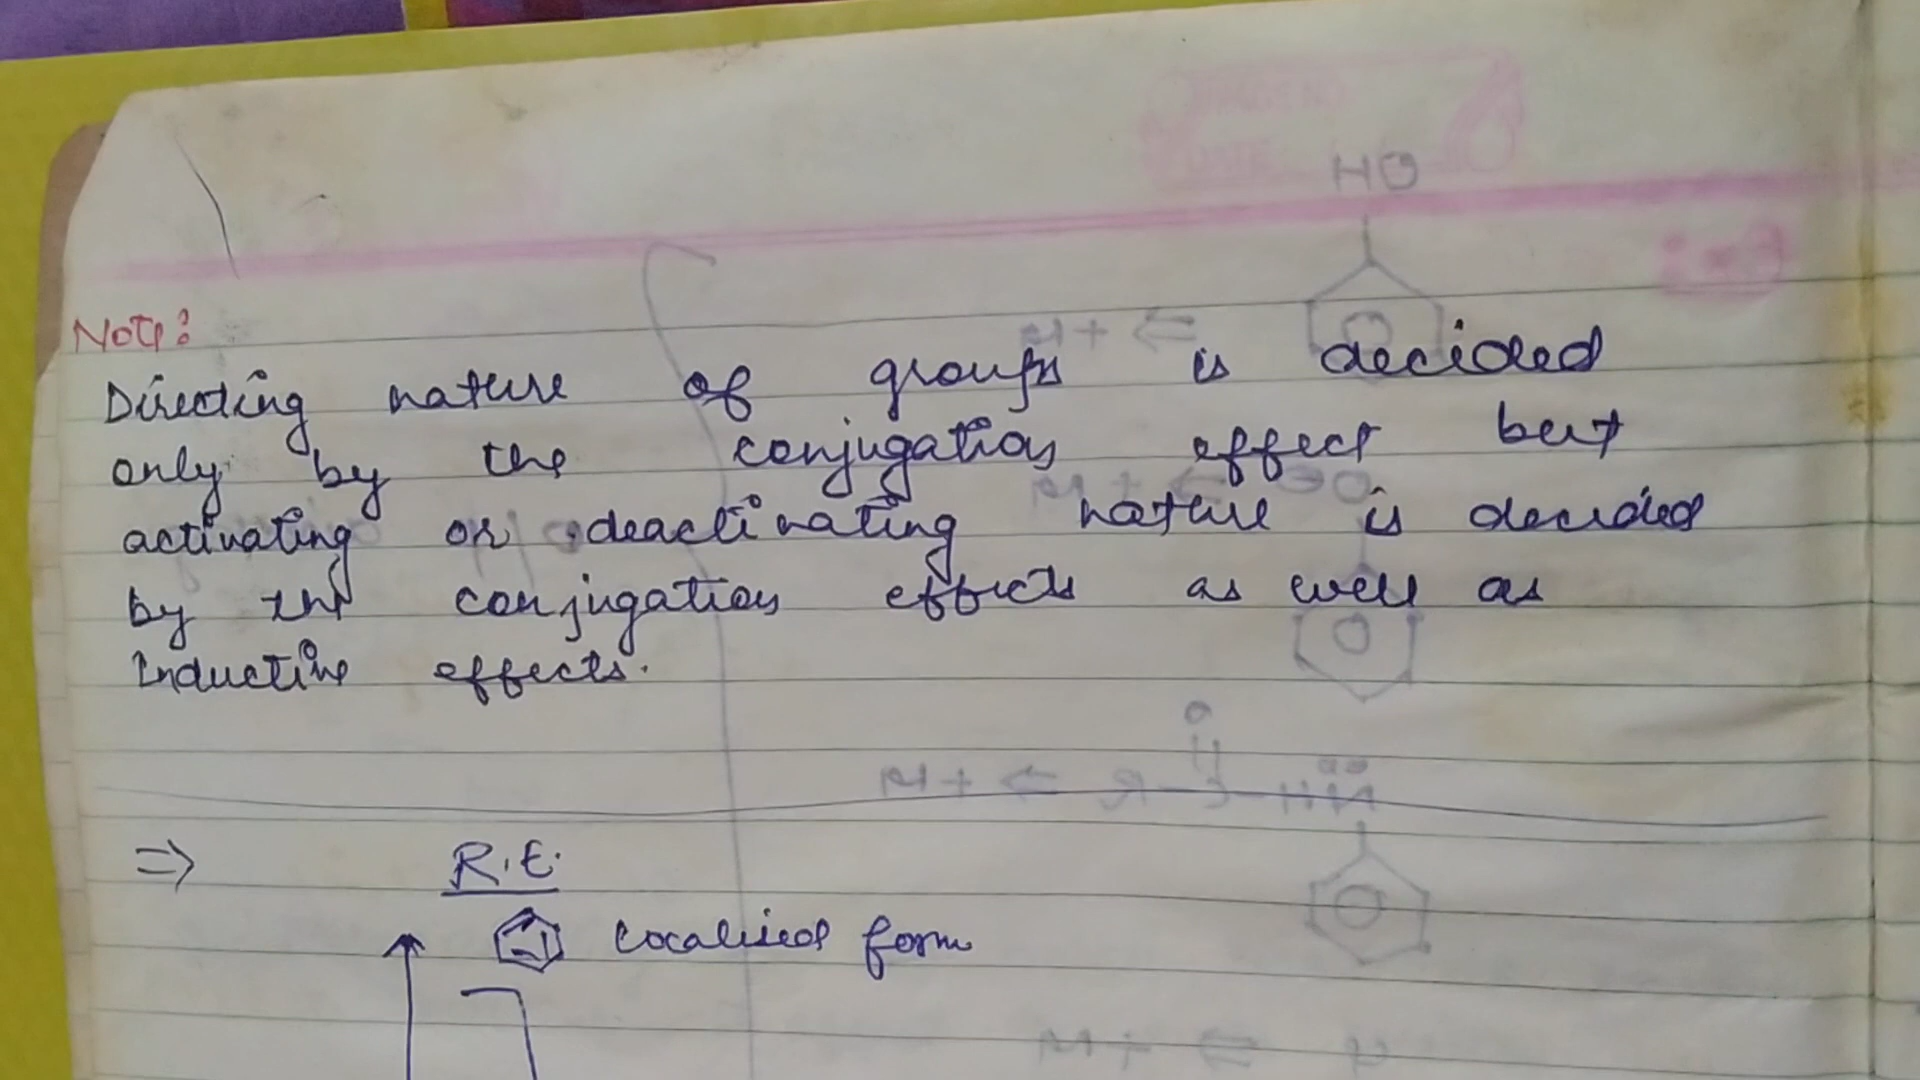 Note:
Directing nature of groups is decided
only by the conjugation effect but
activating or deactivating nature is decided
by the conjugation effects as well as
Inductive effects.
⇒ R.E.
Localised form